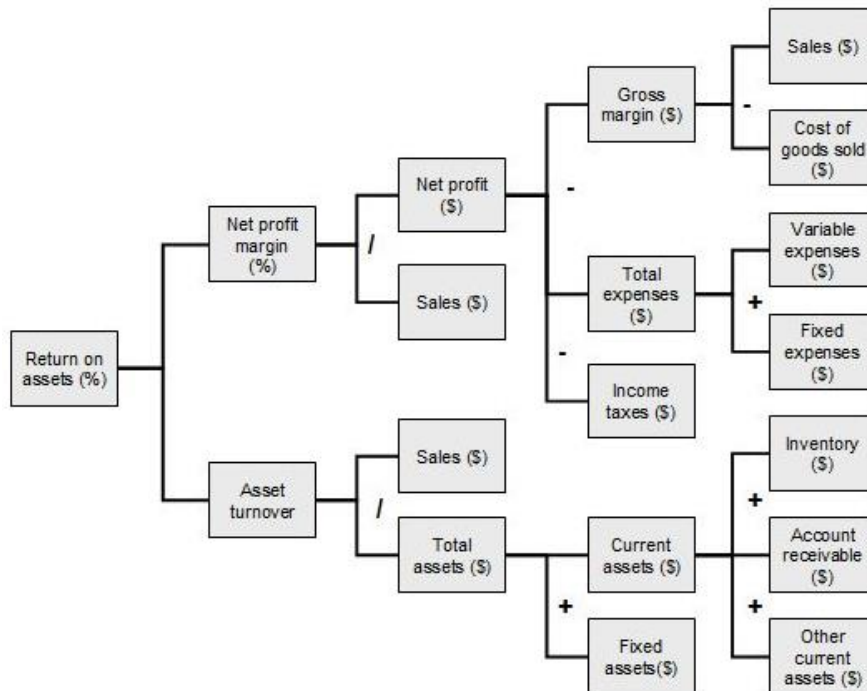 Sales ($)
Gross
margin ($)
-
Cost of
goods sold
($)
Net profit
($)
-
Net profit
margin
(%)
/
Variable
expenses
($)
Total
expenses
($)
+
Sales ($)
Fixed
expenses
($)
Return on
assets (%)
-
Income
taxes ($)
Sales ($)
Inventory
($)
Asset
turnover
/
+
Total
assets ($)
Current
assets ($)
Account
receivable
($)
+
+
Fixed
assets($)
Other
current
assets ($)